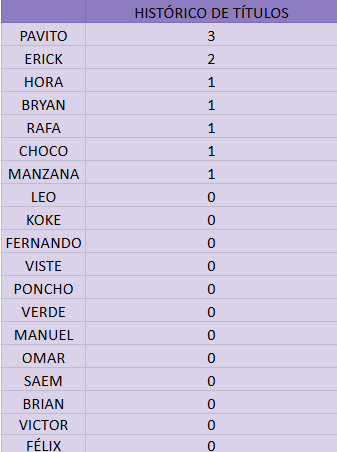 HISTÓRICO DE TÍTULOS
PAVITO 3
ERICK 2
HORA 1
BRYAN 1
RAFA 1
CHOCO 1
MANZANA 1
LEO 0
KOKE 0
FERNANDO 0
VISTE 0
PONCHO 0
VERDE 0
MANUEL 0
OMAR 0
SAEM 0
BRIAN 0
VICTOR 0
FÉLIX 0